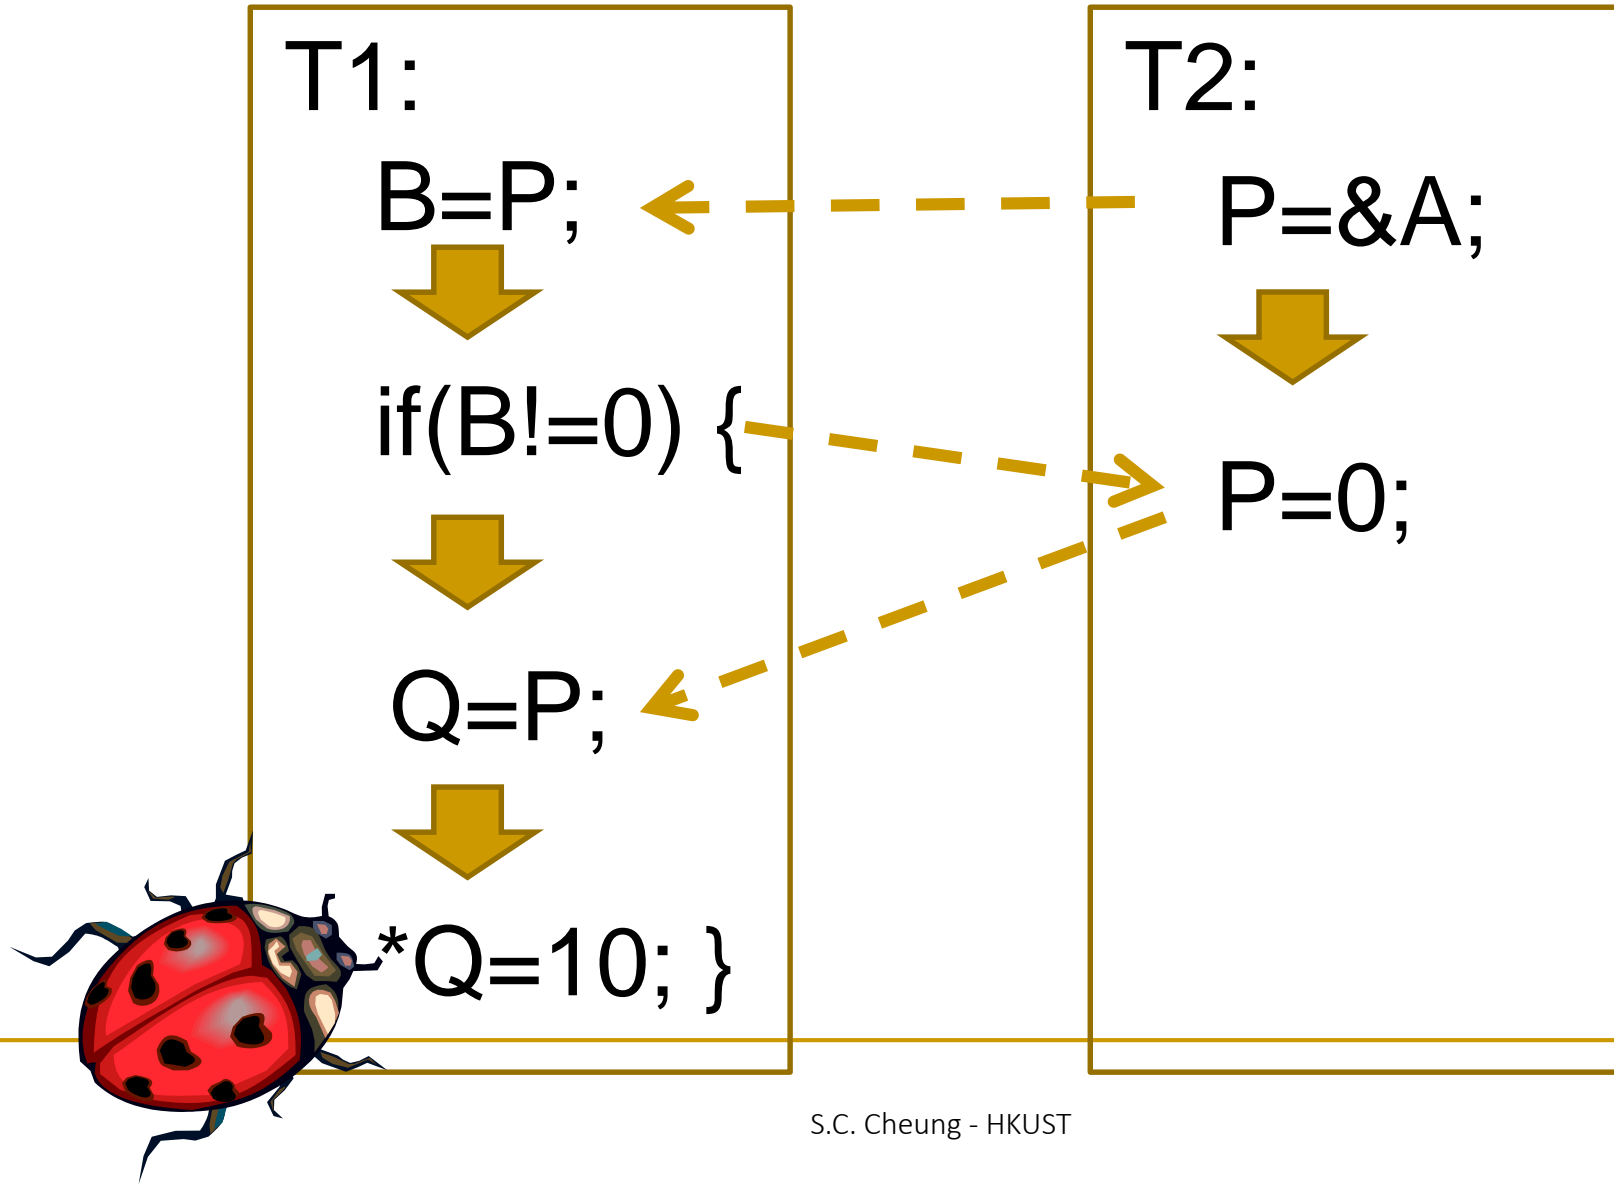 T1:
B=P;
if(B!=0) {
Q=P;
*Q=10; }
T2:
P=&A;
P=0;
S.C. Cheung - HKUST